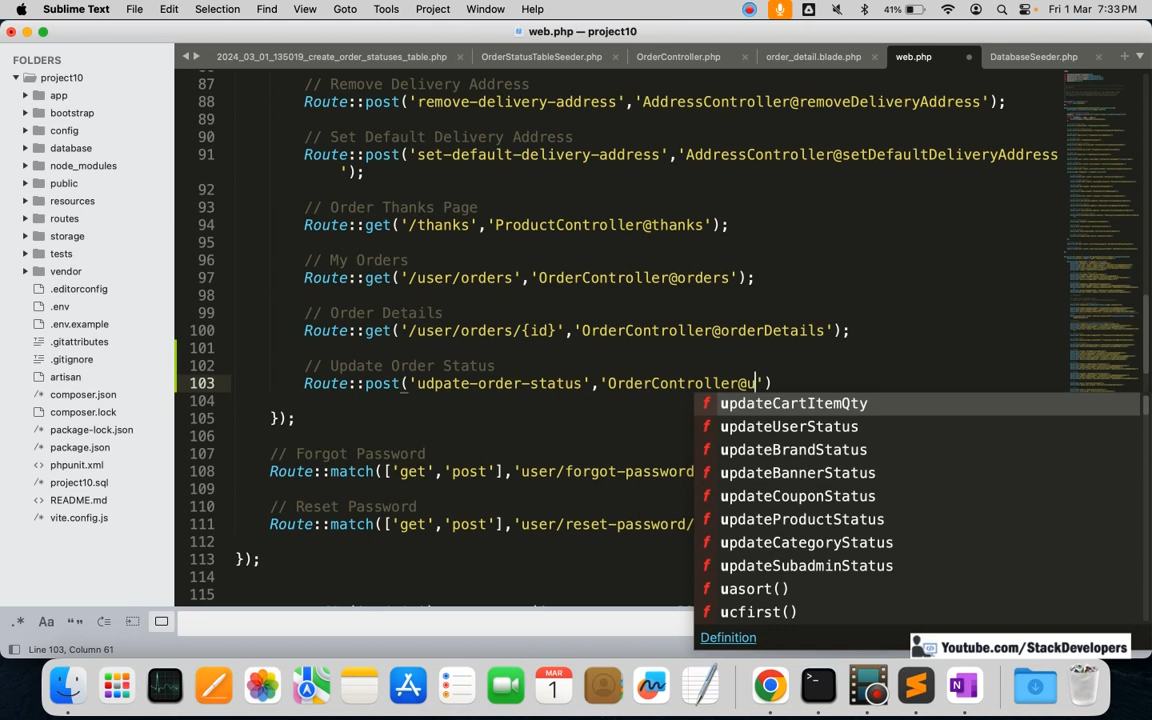 Sublime Text File Edit Selection Find View Goto Tools Project Window Help 41% Fri 1 Mar 7:33 PM
web.php — project10
FOLDERS
project10
app
bootstrap
config
database
node_modules
public
resources
routes
storage
tests
vendor
.editorconfig
.env
.env.example
.gitattributes
.gitignore
artisan
composer.json
composer.lock
package-lock.json
package.json
phpunit.xml
project10.sql
README.md
vite.config.js
2024_03_01_135019_create_order_statuses_table.php OrderStatusTableSeeder.php OrderController.php order_detail.blade.php web.php DatabaseSeeder.php
87 // Remove Delivery Address
88 Route::post('remove-delivery-address','AddressController@removeDeliveryAddress');
89
90 // Set Default Delivery Address
91 Route::post('set-default-delivery-address','AddressController@setDefaultDeliveryAddress
');
92
93 // Order Thanks Page
94 Route::get('/thanks','ProductController@thanks');
95
96 // My Orders
97 Route::get('/user/orders','OrderController@orders');
98
99 // Order Details
100 Route::get('/user/orders/{id}','OrderController@orderDetails');
101
102 // Update Order Status
103 Route::post('udpate-order-status','OrderController@u')
104
105 });
106
107 // Forgot Password
108 Route::match(['get','post'],'user/forgot-password
109
110 // Reset Password
111 Route::match(['get','post'],'user/reset-password/
112
113 });
114
115
f updateCartItemQty
f updateUserStatus
f updateBrandStatus
f updateBannerStatus
f updateCouponStatus
f updateProductStatus
f updateCategoryStatus
f updateSubadminStatus
f uasort()
f ucfirst()
Definition
.* Aa “”
Line 103, Column 61
Youtube.com/StackDevelopers
MAR
1